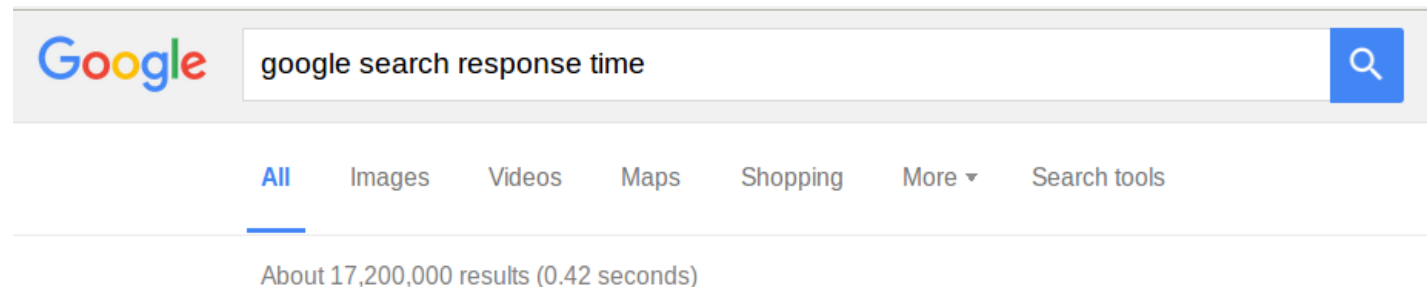 Google google search response time
All Images Videos Maps Shopping More Search tools
About 17,200,000 results (0.42 seconds)